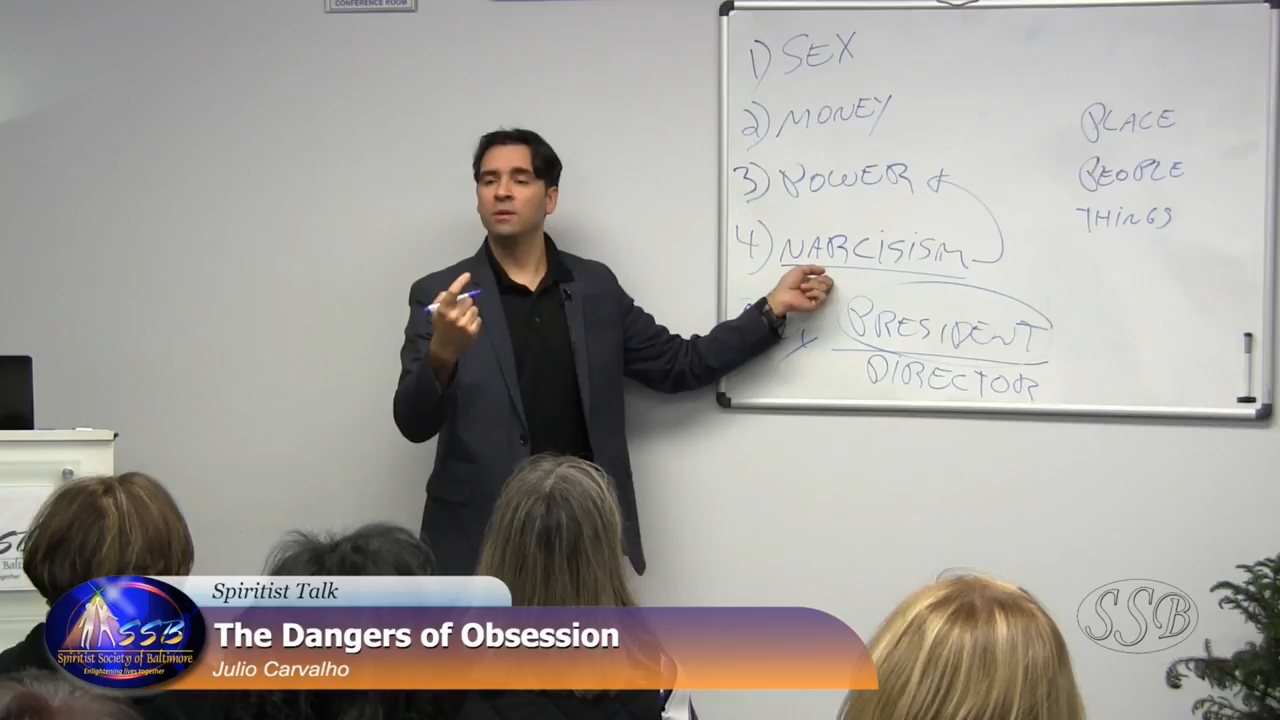 CONFERENCE ROOM
1) SEX
2) MONEY
3) POWER
4) NARCISISM
x PRESIDENT
DIRECTOR
PLACE
PEOPLE
THINGS
Spiritist Talk
The Dangers of Obsession
Julio Carvalho
SSB
Spiritist Society of Baltimore
Enlightening lives together
SSB